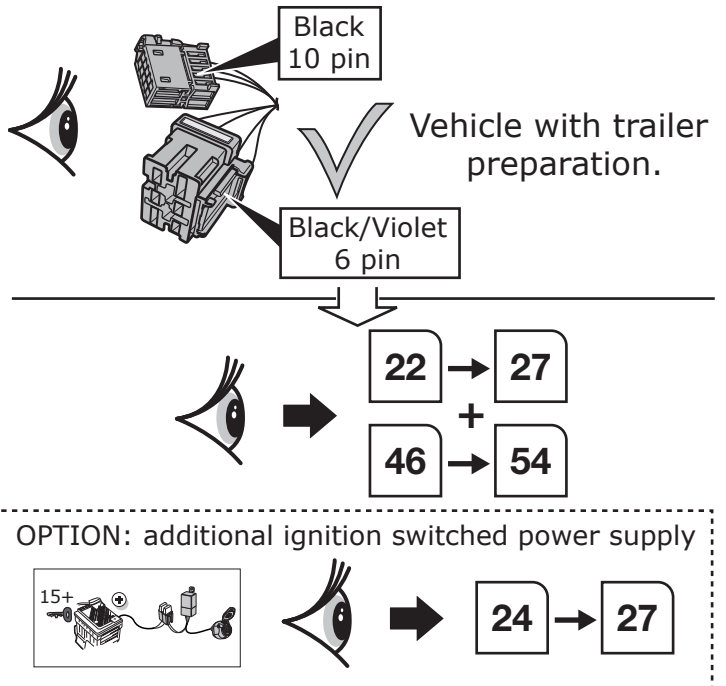 Black
10 pin
Vehicle with trailer
preparation.
Black/Violet
6 pin
22 → 27
+
46 → 54
OPTION: additional ignition switched power supply
15+
24 → 27